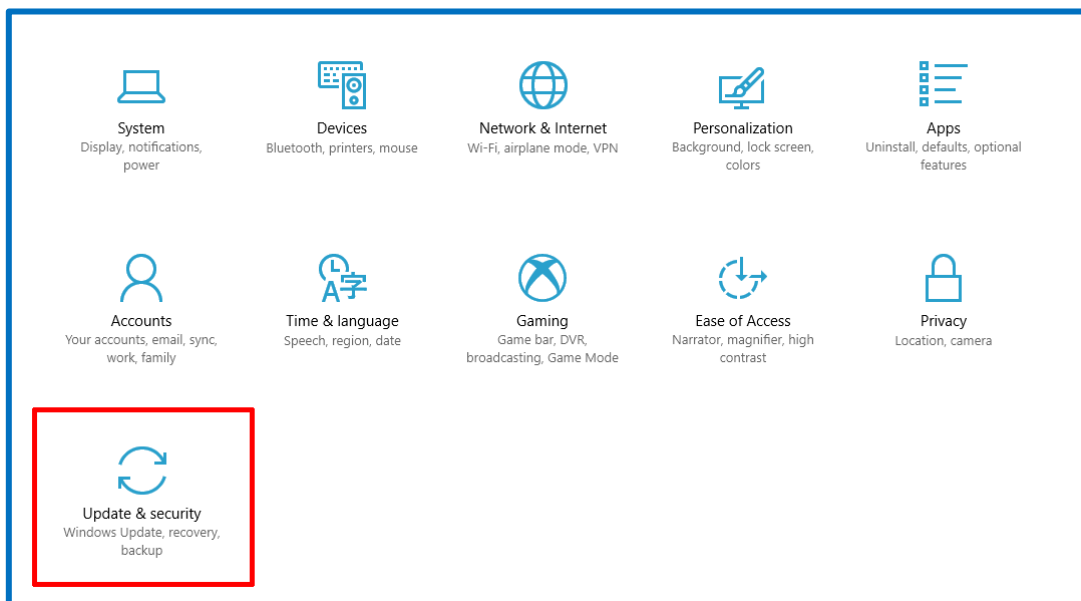 System
Display, notifications,
power
Devices
Bluetooth, printers, mouse
Network & Internet
Wi-Fi, airplane mode, VPN
Personalization
Background, lock screen,
colors
Apps
Uninstall, defaults, optional
features
Accounts
Your accounts, email, sync,
work, family
A字
Time & language
Speech, region, date
Gaming
Game bar, DVR,
broadcasting, Game Mode
Ease of Access
Narrator, magnifier, high
contrast
Privacy
Location, camera
Update & security
Windows Update, recovery,
backup